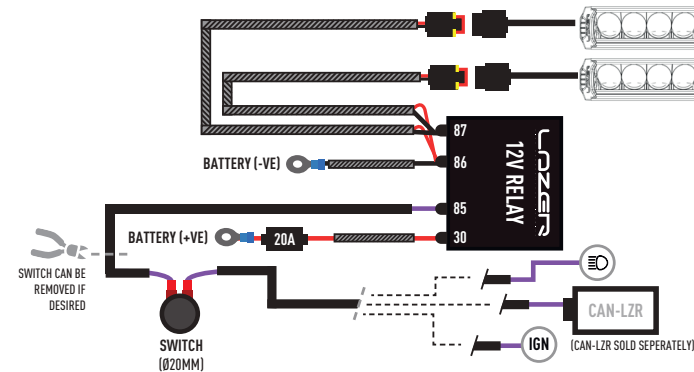 87
BATTERY (-VE)
86
LAZER
12V RELAY
85
BATTERY (+VE)
20A
30
SWITCH CAN BE
REMOVED IF
DESIRED
CAN-LZR
SWITCH
(Ø20MM)
IGN
(CAN-LZR SOLD SEPERATELY)